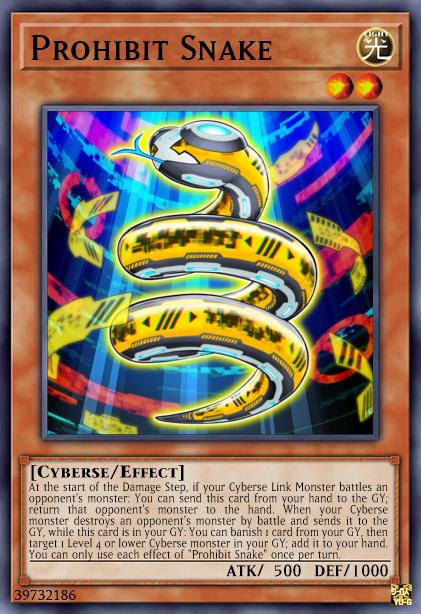 PROHIBIT SNAKE
LIGHT
光
[CYBERSE/EFFECT]
At the start of the Damage Step, if your Cyberse Link Monster battles an
opponent's monster: You can send this card from your hand to the GY;
return that opponent's monster to the hand. When your Cyberse
monster destroys an opponent's monster by battle and sends it to the
GY, while this card is in your GY: You can banish 1 card from your GY, then
target 1 Level 4 or lower Cyberse monster in your GY; add it to your hand.
You can only use each effect of "Prohibit Snake" once per turn.
ATK/ 500 DEF/1000
39732186